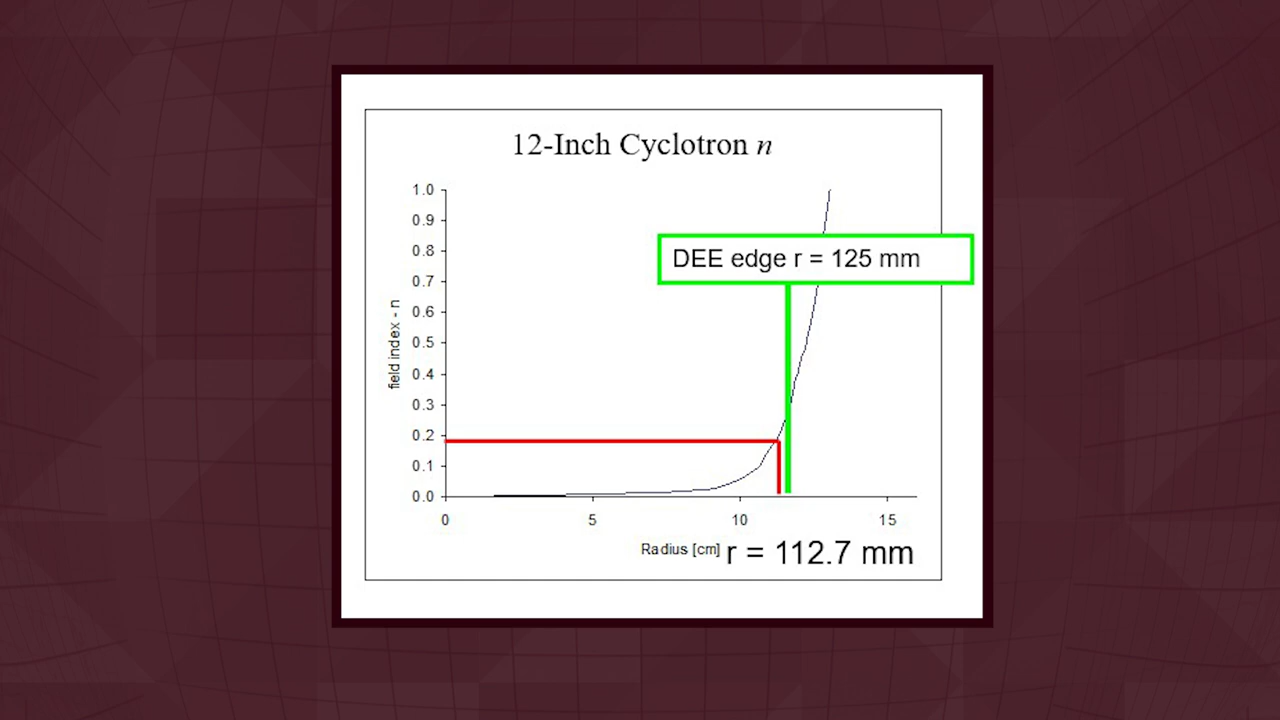 12-Inch Cyclotron n
1.0
0.9
0.8
0.7
0.6
0.5
0.4
0.3
0.2
0.1
0.0
field index - n
DEE edge r = 125 mm
0 5 10 15
Radius [cm] r = 112.7 mm